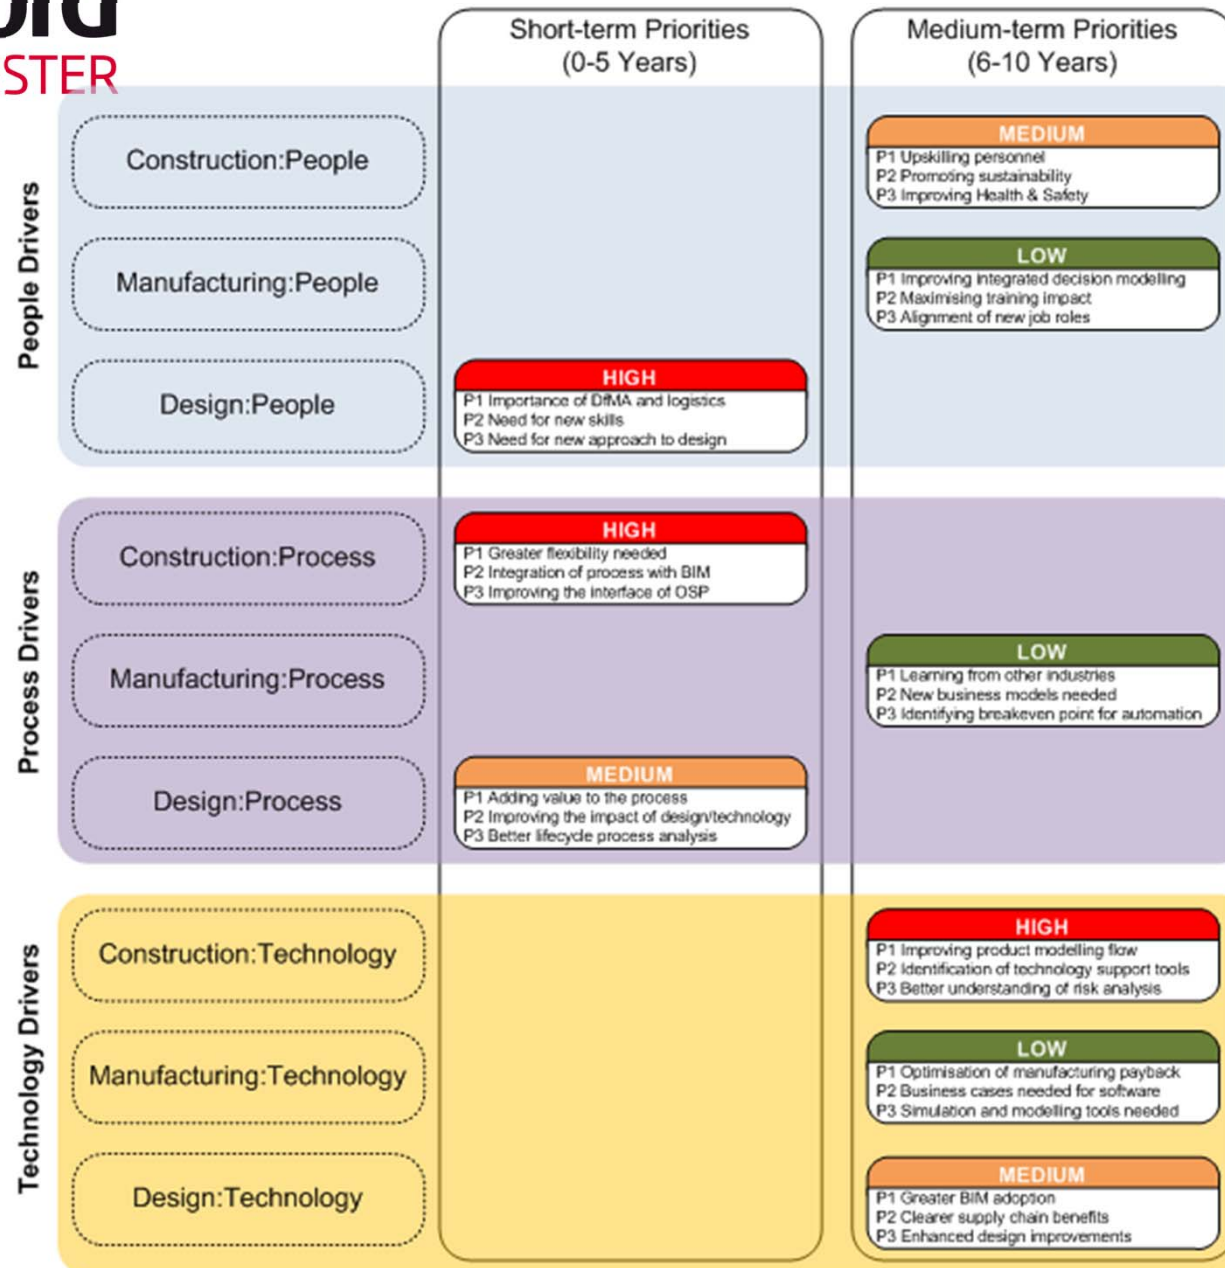 STER
Short-term Priorities
(0-5 Years)
Medium-term Priorities
(6-10 Years)
People Drivers
Construction:People
MEDIUM
P1 Upskilling personnel
P2 Promoting sustainability
P3 Improving Health & Safety
Manufacturing:People
LOW
P1 Improving integrated decision modelling
P2 Maximising training impact
P3 Alignment of new job roles
Design:People
HIGH
P1 Importance of DfMA and logistics
P2 Need for new skills
P3 Need for new approach to design
Process Drivers
Construction:Process
HIGH
P1 Greater flexibility needed
P2 Integration of process with BIM
P3 Improving the interface of OSP
Manufacturing:Process
LOW
P1 Learning from other industries
P2 New business models needed
P3 Identifying breakeven point for automation
Design:Process
MEDIUM
P1 Adding value to the process
P2 Improving the impact of design/technology
P3 Better lifecycle process analysis
Technology Drivers
Construction:Technology
HIGH
P1 Improving product modelling flow
P2 Identification of technology support tools
P3 Better understanding of risk analysis
Manufacturing:Technology
LOW
P1 Optimisation of manufacturing payback
P2 Business cases needed for software
P3 Simulation and modelling tools needed
Design:Technology
MEDIUM
P1 Greater BIM adoption
P2 Clearer supply chain benefits
P3 Enhanced design improvements